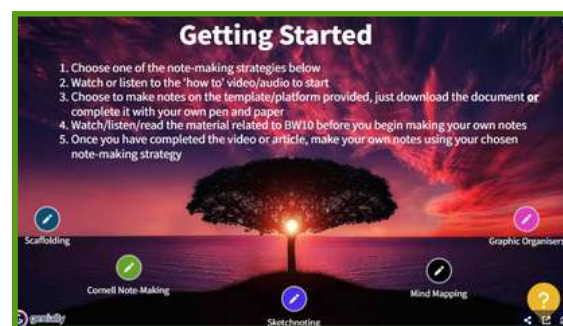 Getting Started
1. Choose one of the note-making strategies below
2. Watch or listen to the 'how to' video/audio to start
3. Choose to make notes on the template/platform provided, just download the document or
complete it with your own pen and paper
4. Watch/listen/read the material related to BW10 before you begin making your own notes
5. Once you have completed the video or article, make your own notes using your chosen
note-making strategy
Scaffolding
Graphic Organisers
Cornell Note-Making
Mind Mapping
?
genially
Sketchnoting